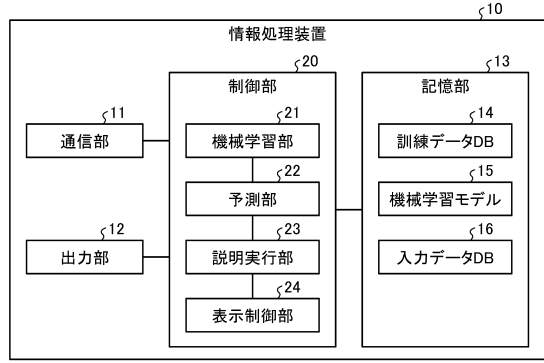 10
情報処理装置
20
制御部
13
記憶部
11
通信部
21
機械学習部
14
訓練データDB
22
予測部
15
機械学習モデル
12
出力部
23
説明実行部
16
入力データDB
24
表示制御部